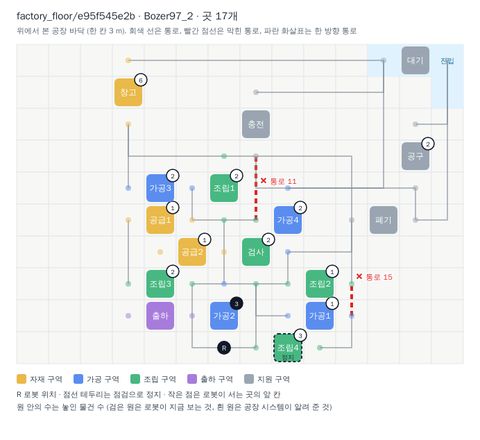 factory_floor/e95f545e2b · Bozer97_2 · 곳 17개
위에서 본 공장 바닥 (한 칸 3 m). 회색 선은 통로, 빨간 점선은 막힌 통로, 파란 화살표는 한 방향 통로
대기
진입
6
창고
충전
2
공구
2
가공3
2
조립1
✕ 통로 11
1
공급1
2
가공4
폐기
1
공급2
2
검사
2
조립3
1
조립2
✕ 통로 15
출하
3
가공2
1
가공1
R
3
조립4
정지
자재 구역
가공 구역
조립 구역
출하 구역
지원 구역
R 로봇 위치 · 점선 테두리는 점검으로 정지 · 작은 점은 로봇이 서는 곳의 앞 칸
원 안의 수는 놓인 물건 수 (검은 원은 로봇이 지금 보는 것, 흰 원은 공장 시스템이 알려 준 것)